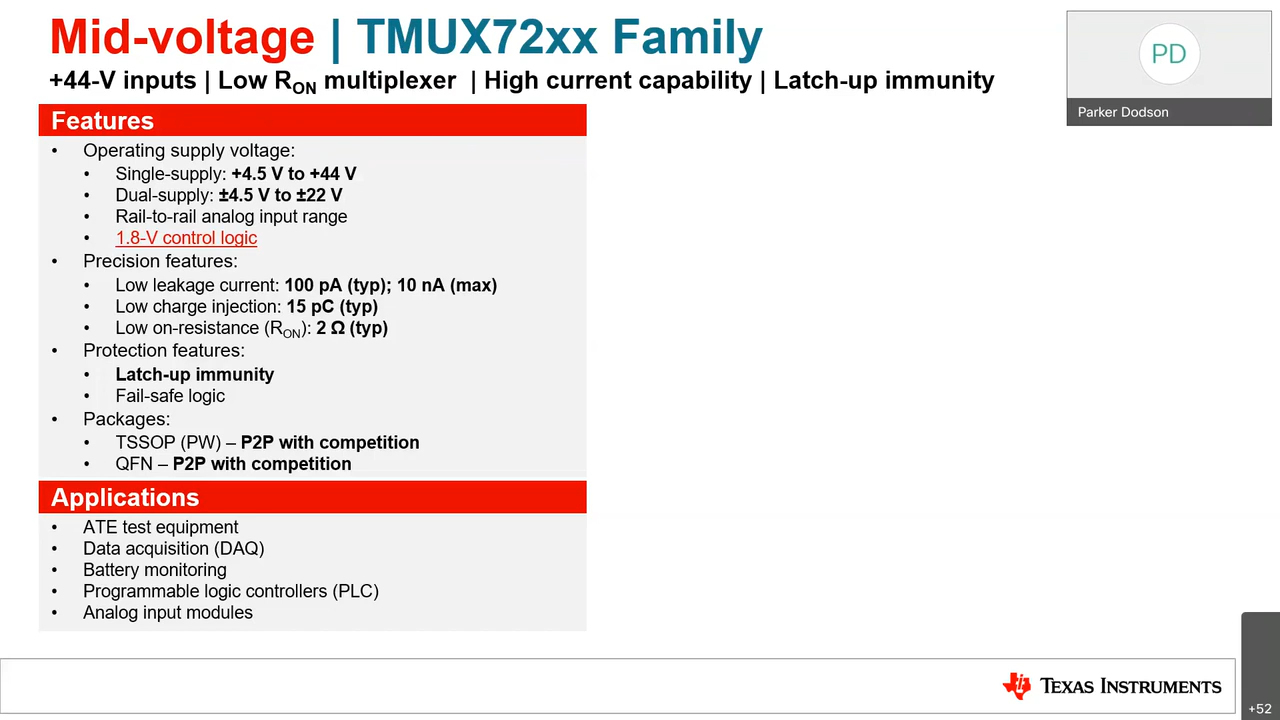 Mid-voltage | TMUX72xx Family
+44-V inputs | Low RON multiplexer | High current capability | Latch-up immunity
PD
Parker Dodson
Features
• Operating supply voltage:
• Single-supply: +4.5 V to +44 V
• Dual-supply: ±4.5 V to ±22 V
• Rail-to-rail analog input range
• 1.8-V control logic
• Precision features:
• Low leakage current: 100 pA (typ); 10 nA (max)
• Low charge injection: 15 pC (typ)
• Low on-resistance (RON): 2 Ω (typ)
• Protection features:
• Latch-up immunity
• Fail-safe logic
• Packages:
• TSSOP (PW) – P2P with competition
• QFN – P2P with competition
Applications
• ATE test equipment
• Data acquisition (DAQ)
• Battery monitoring
• Programmable logic controllers (PLC)
• Analog input modules
TEXAS INSTRUMENTS
+52